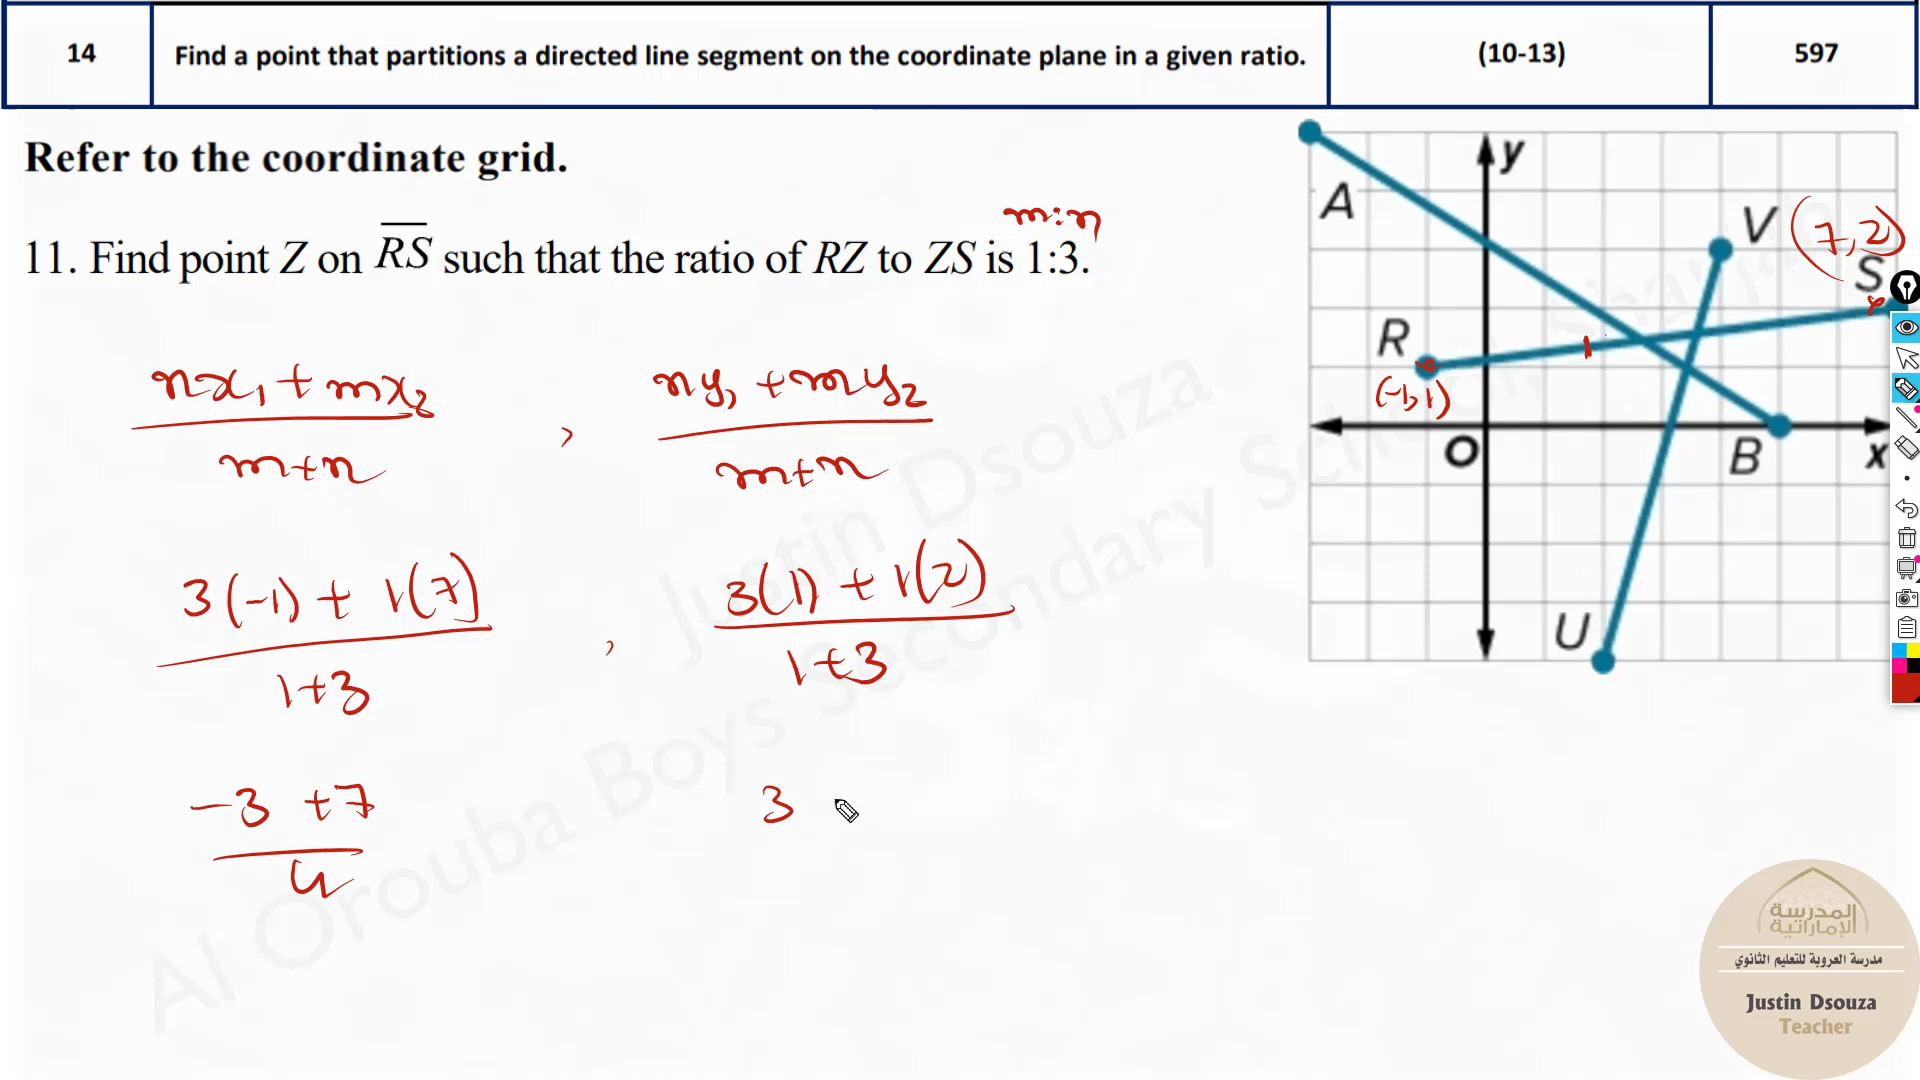 14 Find a point that partitions a directed line segment on the coordinate plane in a given ratio. (10-13) 597
Refer to the coordinate grid.
m:n
11. Find point Z on RS such that the ratio of RZ to ZS is 1:3.
nx₁ + mx₂ / m+n , ny₁ + my₂ / m+n
3(-1) + 1(7) / 1+3 , 3(1) + 1(2) / 1+3
-3 +7 / 4 3
y
A
V (7,2)
S
R
(-1,1)
O
B
x
U
Justin Dsouza
Al Orouba Boys Secondary School, Sharjah
المدرسة
الإماراتية
مدرسة العروبة للتعليم الثانوي
Justin Dsouza
Teacher